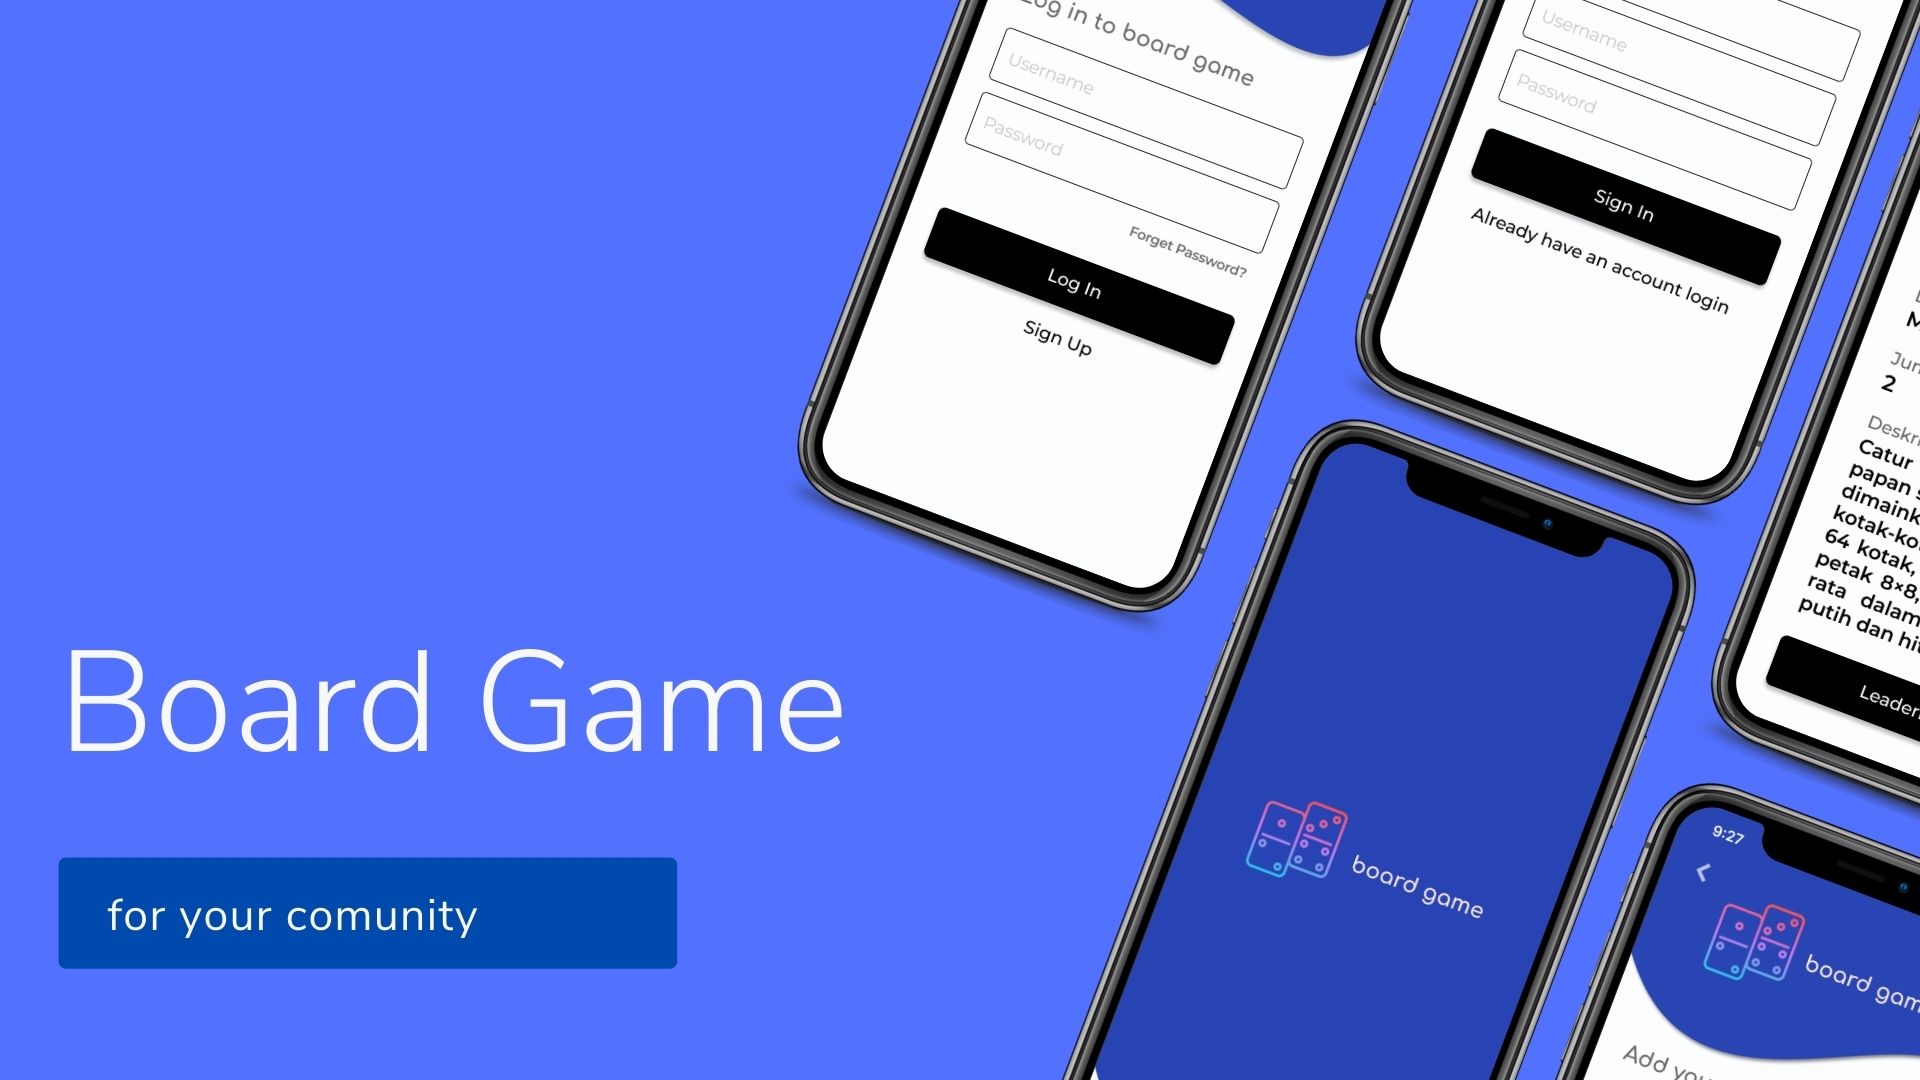 Board Game
for your comunity
Log in to board game
Username
Password
Forget Password?
Log In
Sign Up
Username
Password
Sign In
Already have an account login
board game
2
Catur
papan
64 kotak,
petak 8×8,
rata dalam
putih dan
9:27
board
Add